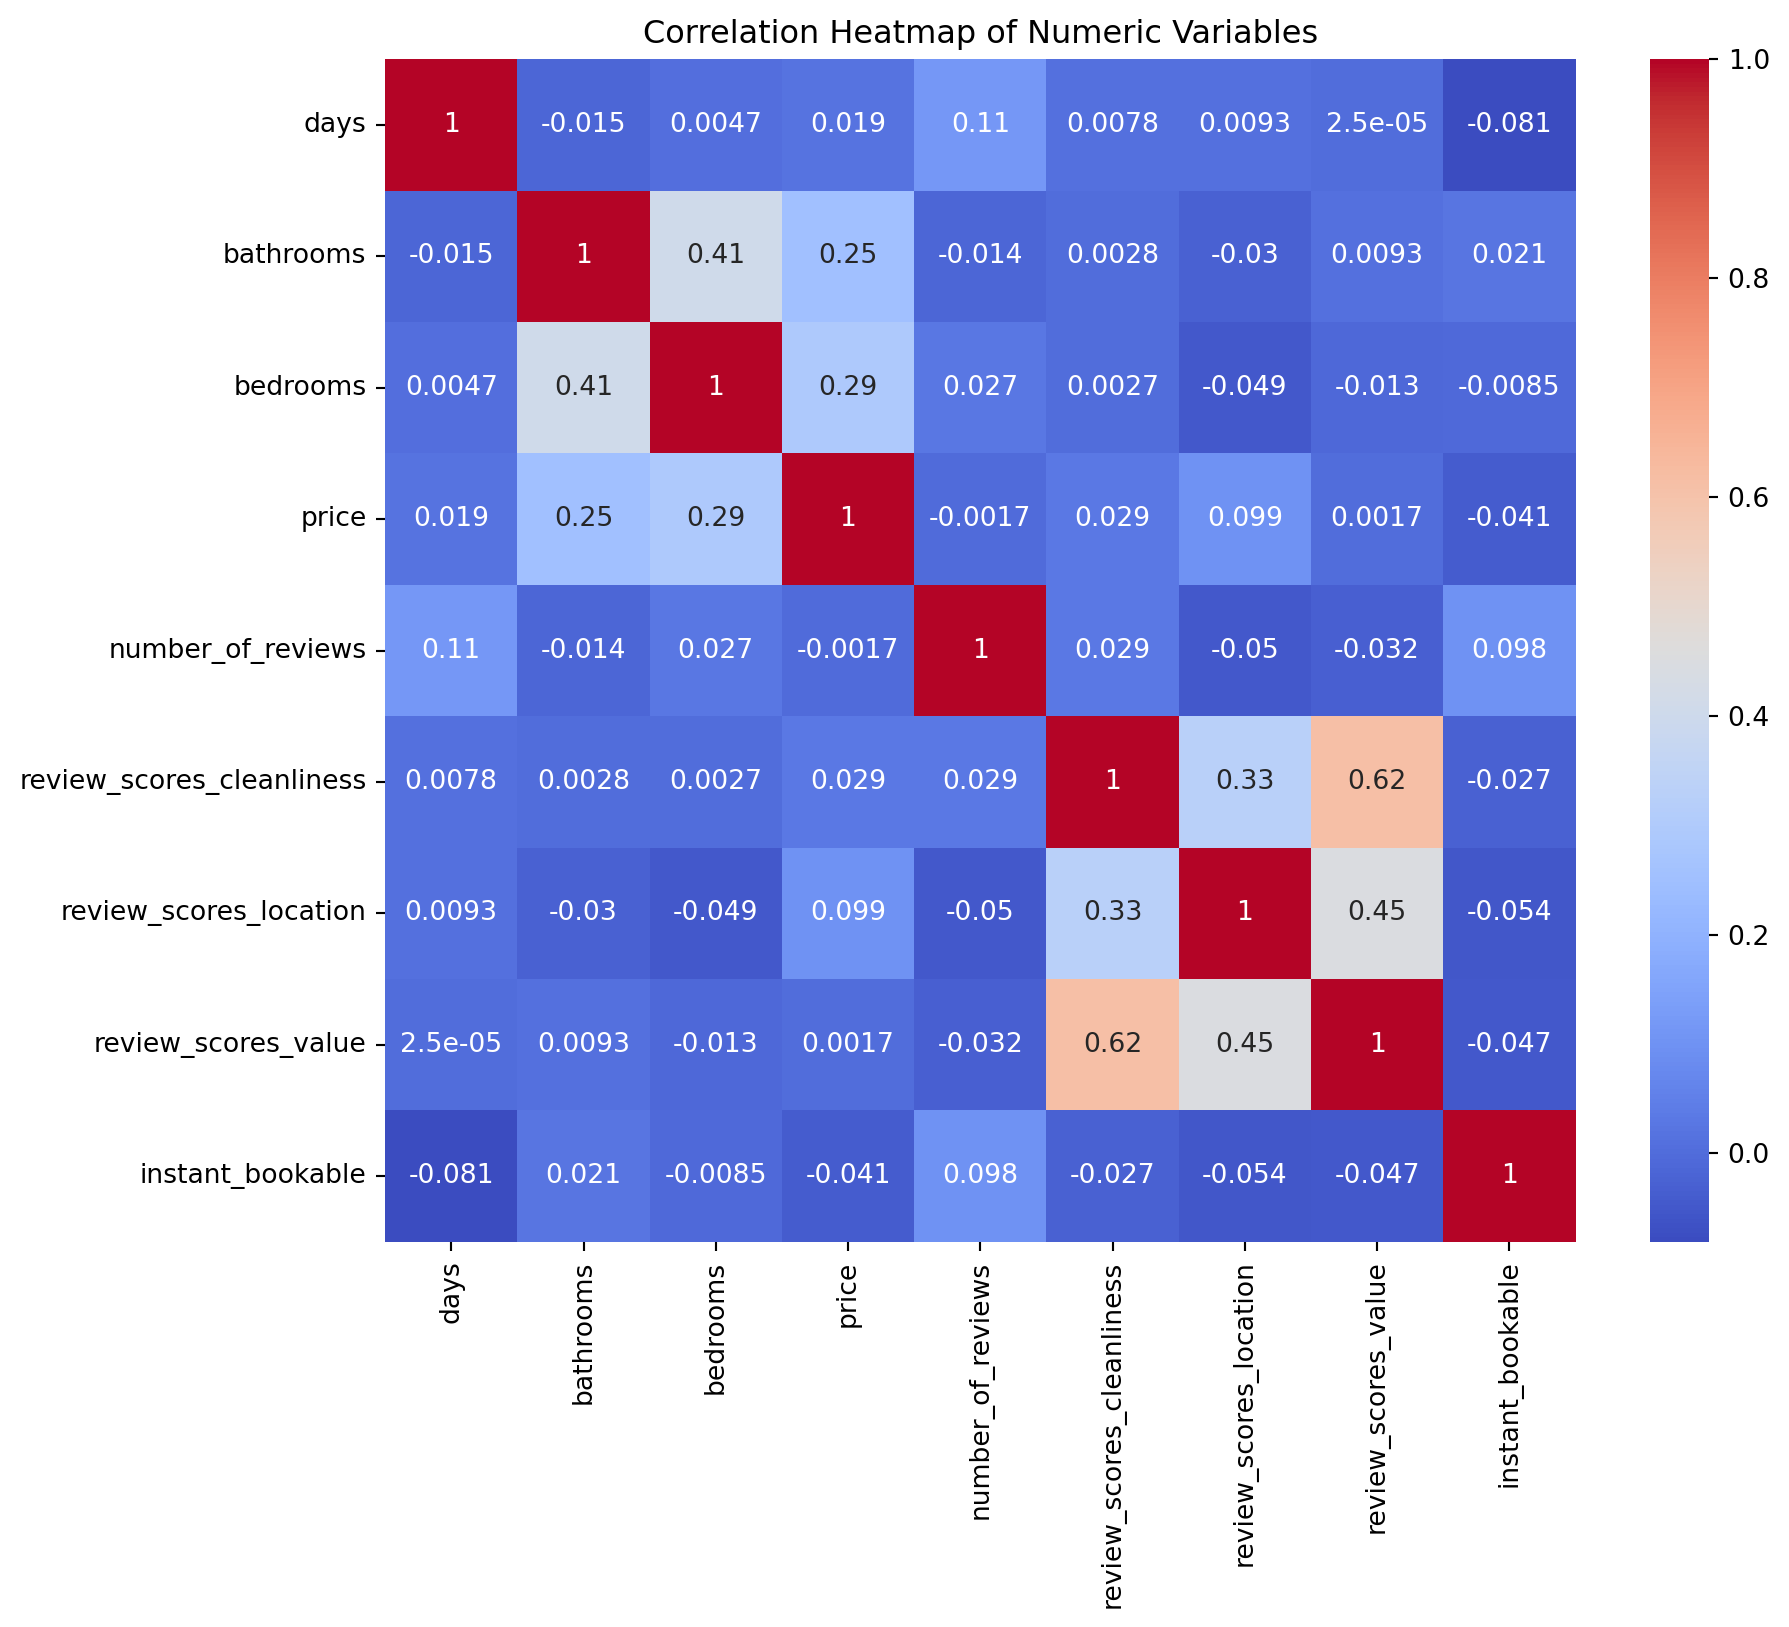 Correlation Heatmap of Numeric Variables
days 1 -0.015 0.0047 0.019 0.11 0.0078 0.0093 2.5e-05 -0.081
bathrooms -0.015 1 0.41 0.25 -0.014 0.0028 -0.03 0.0093 0.021
bedrooms 0.0047 0.41 1 0.29 0.027 0.0027 -0.049 -0.013 -0.0085
price 0.019 0.25 0.29 1 -0.0017 0.029 0.099 0.0017 -0.041
number_of_reviews 0.11 -0.014 0.027 -0.0017 1 0.029 -0.05 -0.032 0.098
review_scores_cleanliness 0.0078 0.0028 0.0027 0.029 0.029 1 0.33 0.62 -0.027
review_scores_location 0.0093 -0.03 -0.049 0.099 -0.05 0.33 1 0.45 -0.054
review_scores_value 2.5e-05 0.0093 -0.013 0.0017 -0.032 0.62 0.45 1 -0.047
instant_bookable -0.081 0.021 -0.0085 -0.041 0.098 -0.027 -0.054 -0.047 1
days
bathrooms
bedrooms
price
number_of_reviews
review_scores_cleanliness
review_scores_location
review_scores_value
instant_bookable
1.0
0.8
0.6
0.4
0.2
0.0